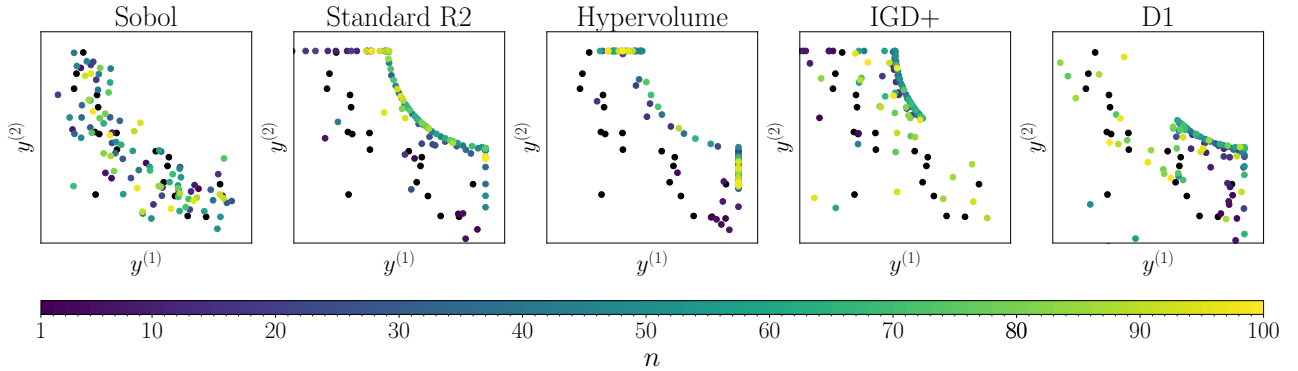 Sobol Standard R2 Hypervolume IGD+ D1
y^(2) y^(2) y^(2) y^(2) y^(2)
y^(1) y^(1) y^(1) y^(1) y^(1)
1 10 20 30 40 50 60 70 80 90 100
n